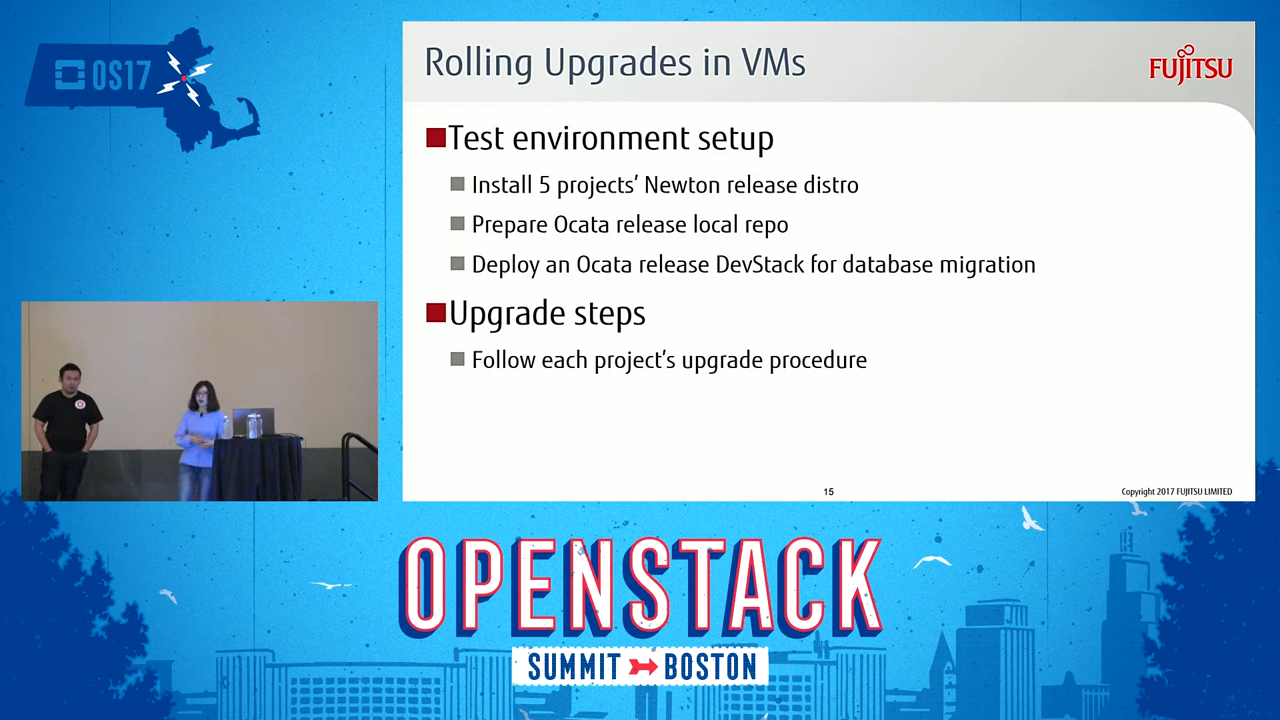 OS17
Rolling Upgrades in VMs
FUJITSU
Test environment setup
Install 5 projects’ Newton release distro
Prepare Ocata release local repo
Deploy an Ocata release DevStack for database migration
Upgrade steps
Follow each project’s upgrade procedure
15
Copyright 2017 FUJITSU LIMITED
OPENSTACK
SUMMIT BOSTON